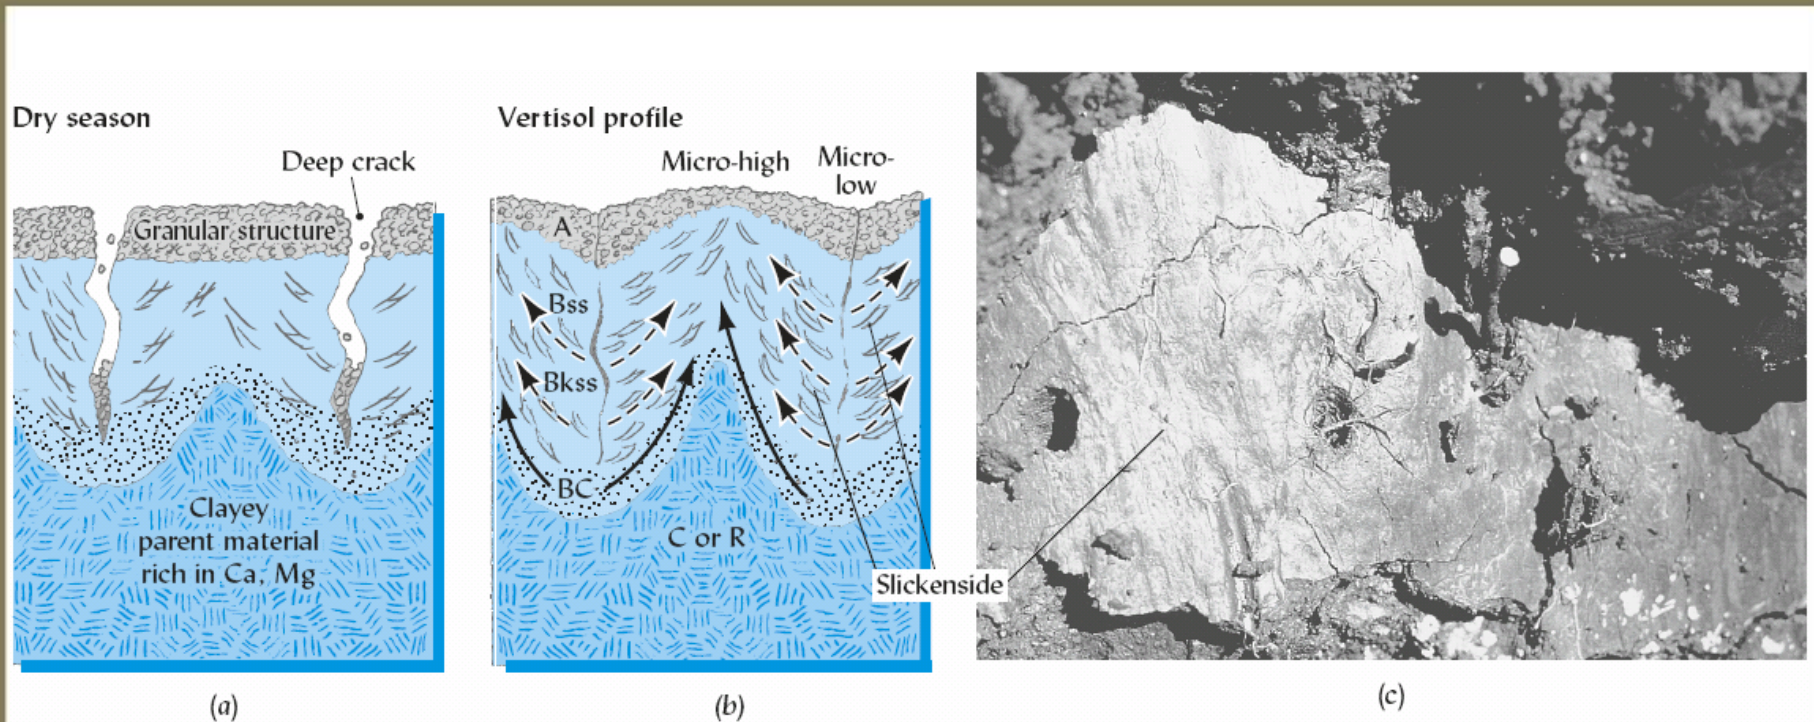 Dry season
Deep crack
Granular structure
Clayey
parent material
rich in Ca, Mg
(a)
Vertisol profile
Micro-high
Micro-
low
A
Bss
Bkss
BC
C or R
Slickenside
(b)
(c)